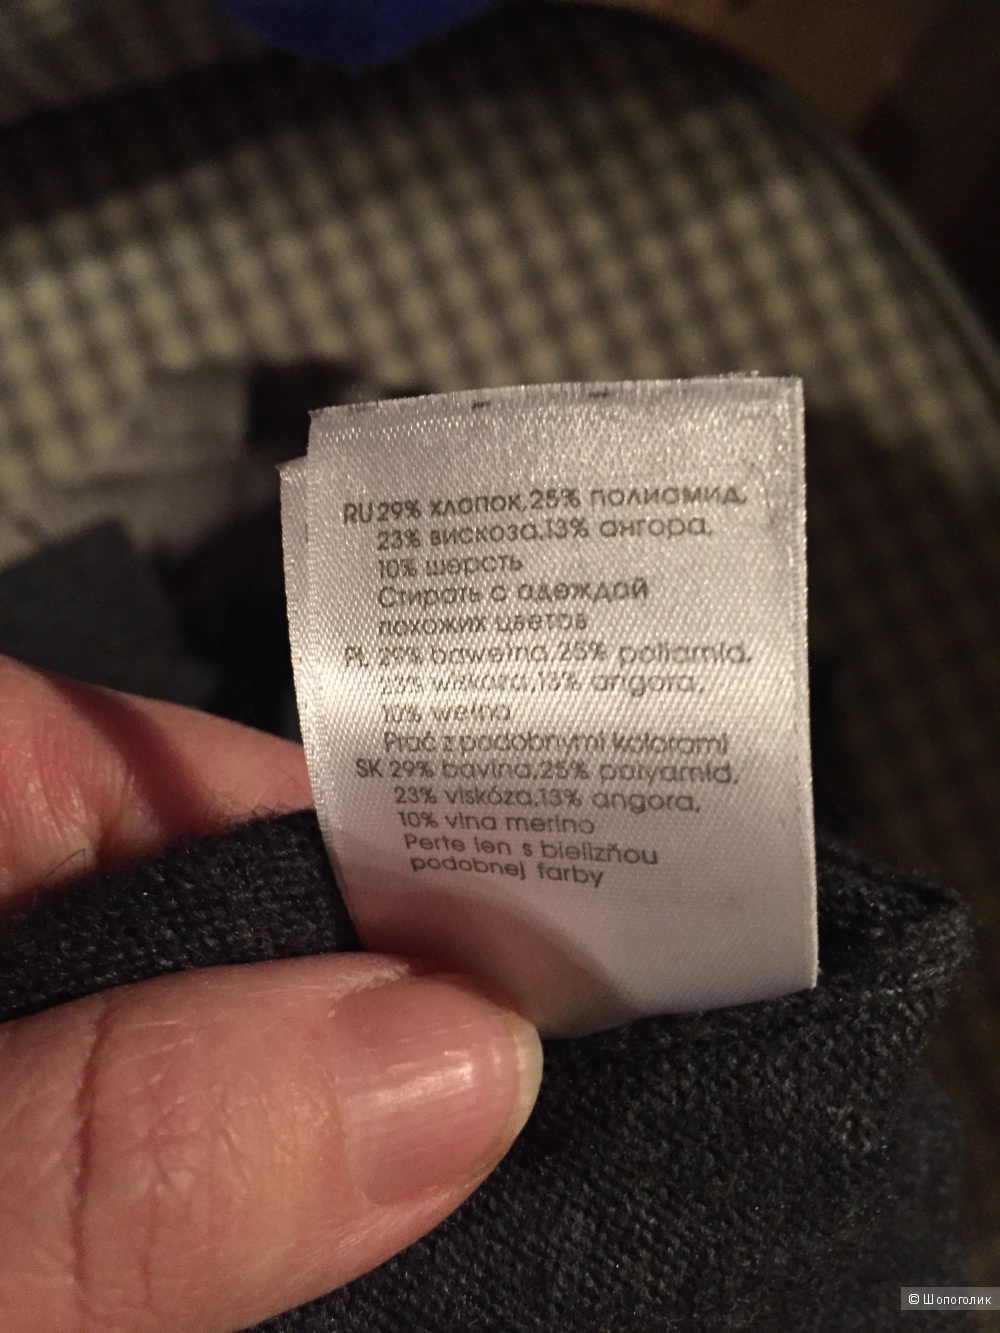 RU 29% хлопок,25% полиамид,
23% вискоза,13% ангора,
10% шерсть
Стирать с одеждай
похожих цветов
PL 29% bawełna,25% poliamid,
23% wiskoza,13% angora,
10% wełna
Prać z podobnymi kolorami
SK 29% bavlna,25% polyamid,
23% viskóza,13% angora,
10% vlna merino
Perte len s bielizňou
podobnej farby
© Шопоголик